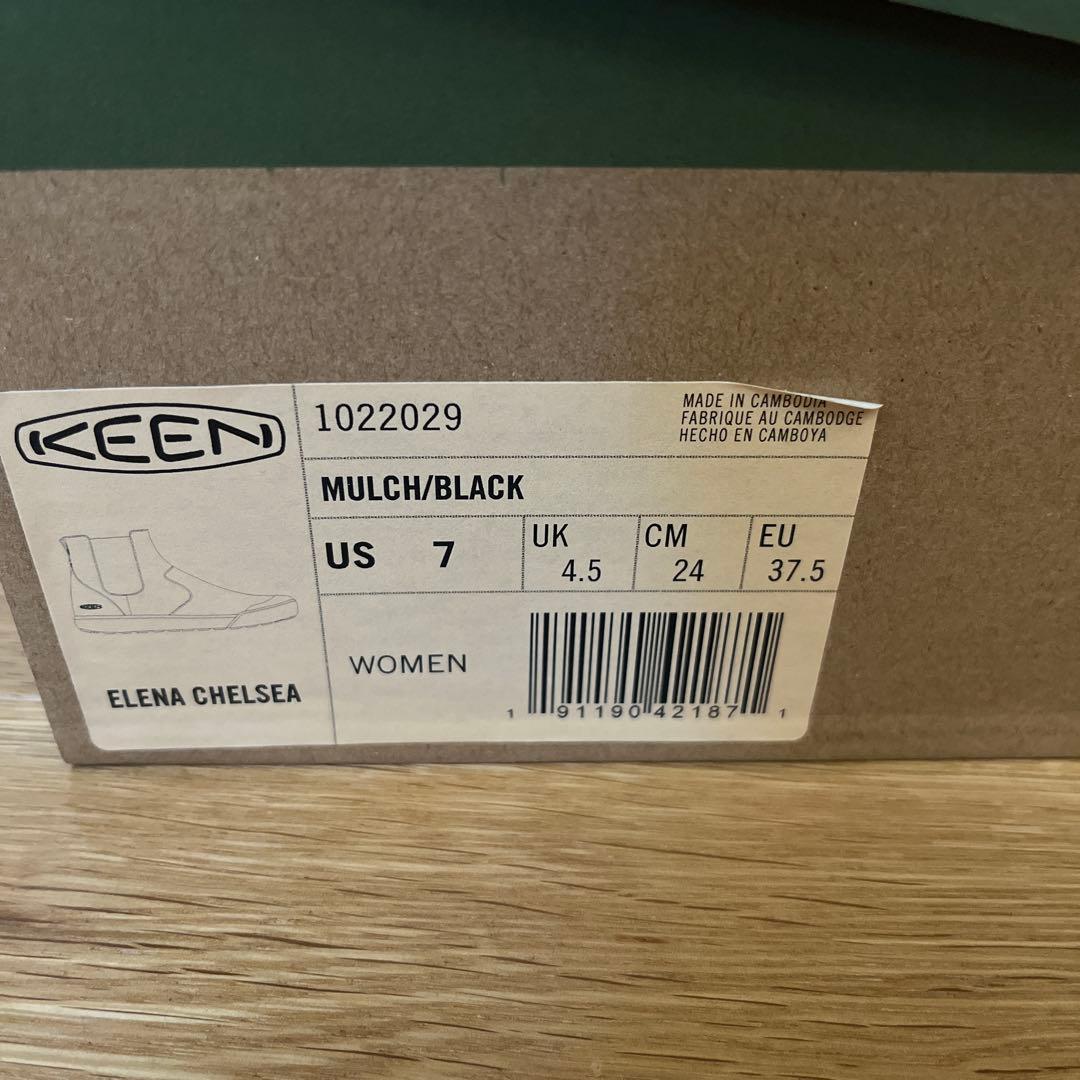 KEEN
1022029
MADE IN CAMBODIA
FABRIQUE AU CAMBODGE
HECHO EN CAMBOYA
MULCH/BLACK
US 7
UK 4.5
CM 24
EU 37.5
KEEN
ELENA CHELSEA
WOMEN
1 91190 42187 1